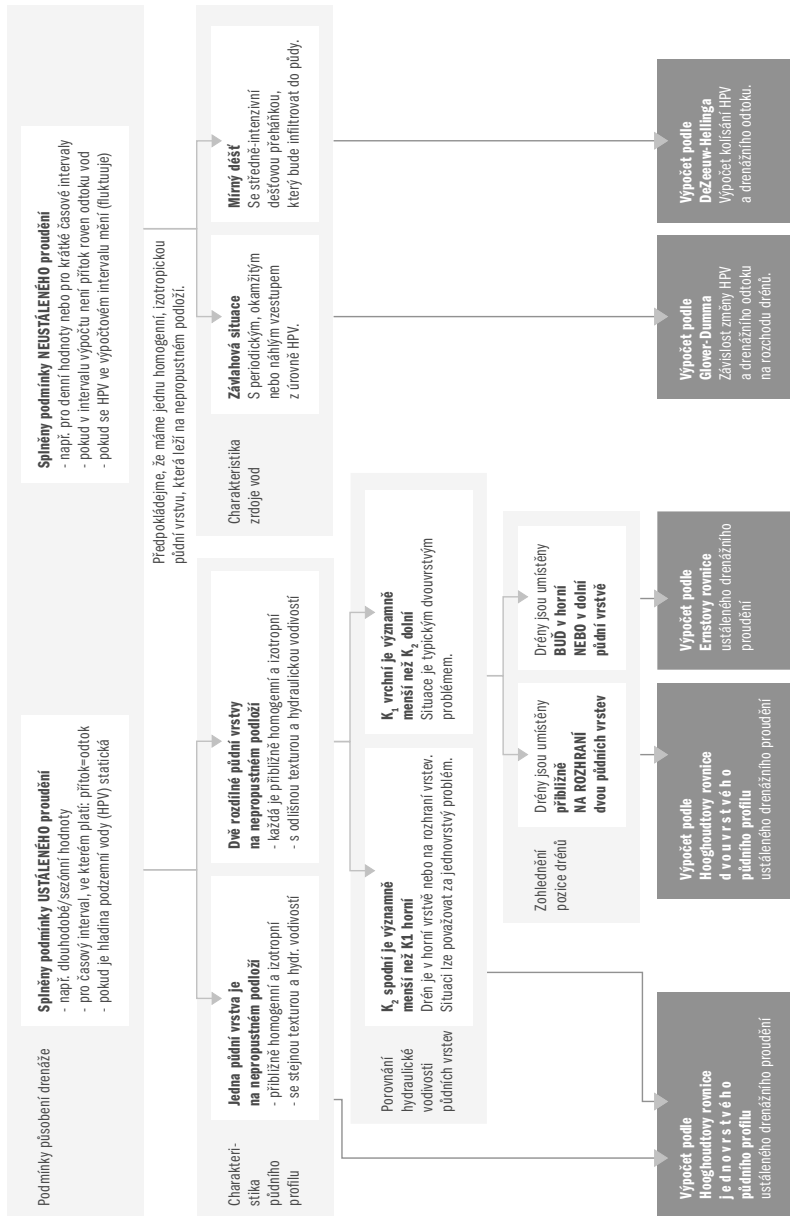 Podmínky působení drenáže
Splněny podmínky USTÁLENÉHO proudění
- např. dlouhodobé/sezónní hodnoty
- pro časový interval, ve kterém platí: přítok=odtok
- pokud je hladina podzemní vody (HPV) statická
Splněny podmínky NEUSTÁLENÉHO proudění
- např. pro denní hodnoty nebo pro krátké časové intervaly
- pokud v intervalu výpočtu není přítok roven odtoku vod
- pokud se HPV ve výpočtovém intervalu mění (fluktuuje)
Předpokládejme, že máme jednu homogenní, izotropickou
půdní vrstvu, která leží na nepropustném podloží.
Charakteri-
stika
půdního
profilu
Jedna půdní vrstva je
na nepropustném podloží
- přibližně homogenní a izotropní
- se stejnou texturou a hydr. vodivostí
Dvě rozdílné půdní vrstvy
na nepropustném podloží
- každá je přibližně homogenní a izotropní
- s odlišnou texturou a hydraulickou vodivostí
Charakteristika
zrdoje vod
Závlahová situace
S periodickým, okamžitým
nebo náhlým vzestupem
z úrovně HPV.
Mírný déšť
Se středně-intenzivní
dešťovou přeháňkou,
který bude infiltrovat do půdy.
Porovnání
hydraulické
vodivosti
půdních vrstev
K₂ spodní je významně
menší než K1 horní
Drén je v horní vrstvě nebo na rozhraní vrstev.
Situaci lze považovat za jednovrstvý problém.
K₁ vrchní je významně
menší než K₂ dolní
Situace je typickým dvouvrstvým
problémem.
Zohlednění
pozice drénů
Drény jsou umístěny
přibližně
NA ROZHRANÍ
dvou půdních vrstev
Drény jsou umístěny
BUĎ v horní
NEBO v dolní
půdní vrstvě
Výpočet podle
Hooghoudtovy rovnice
jednovrstvého
půdního profilu
ustáleného drenážního proudění
Výpočet podle
Hooghoudtovy rovnice
dvouvrstvého
půdního profilu
ustáleného drenážního proudění
Výpočet podle
Ernstovy rovnice
ustáleného drenážního
proudění
Výpočet podle
Glover-Dumma
Závislost změny HPV
a drenážního odtoku
na rozchodu drénů.
Výpočet podle
DeZeeuw-Hellinga
Výpočet kolísání HPV
a drenážního odtoku.